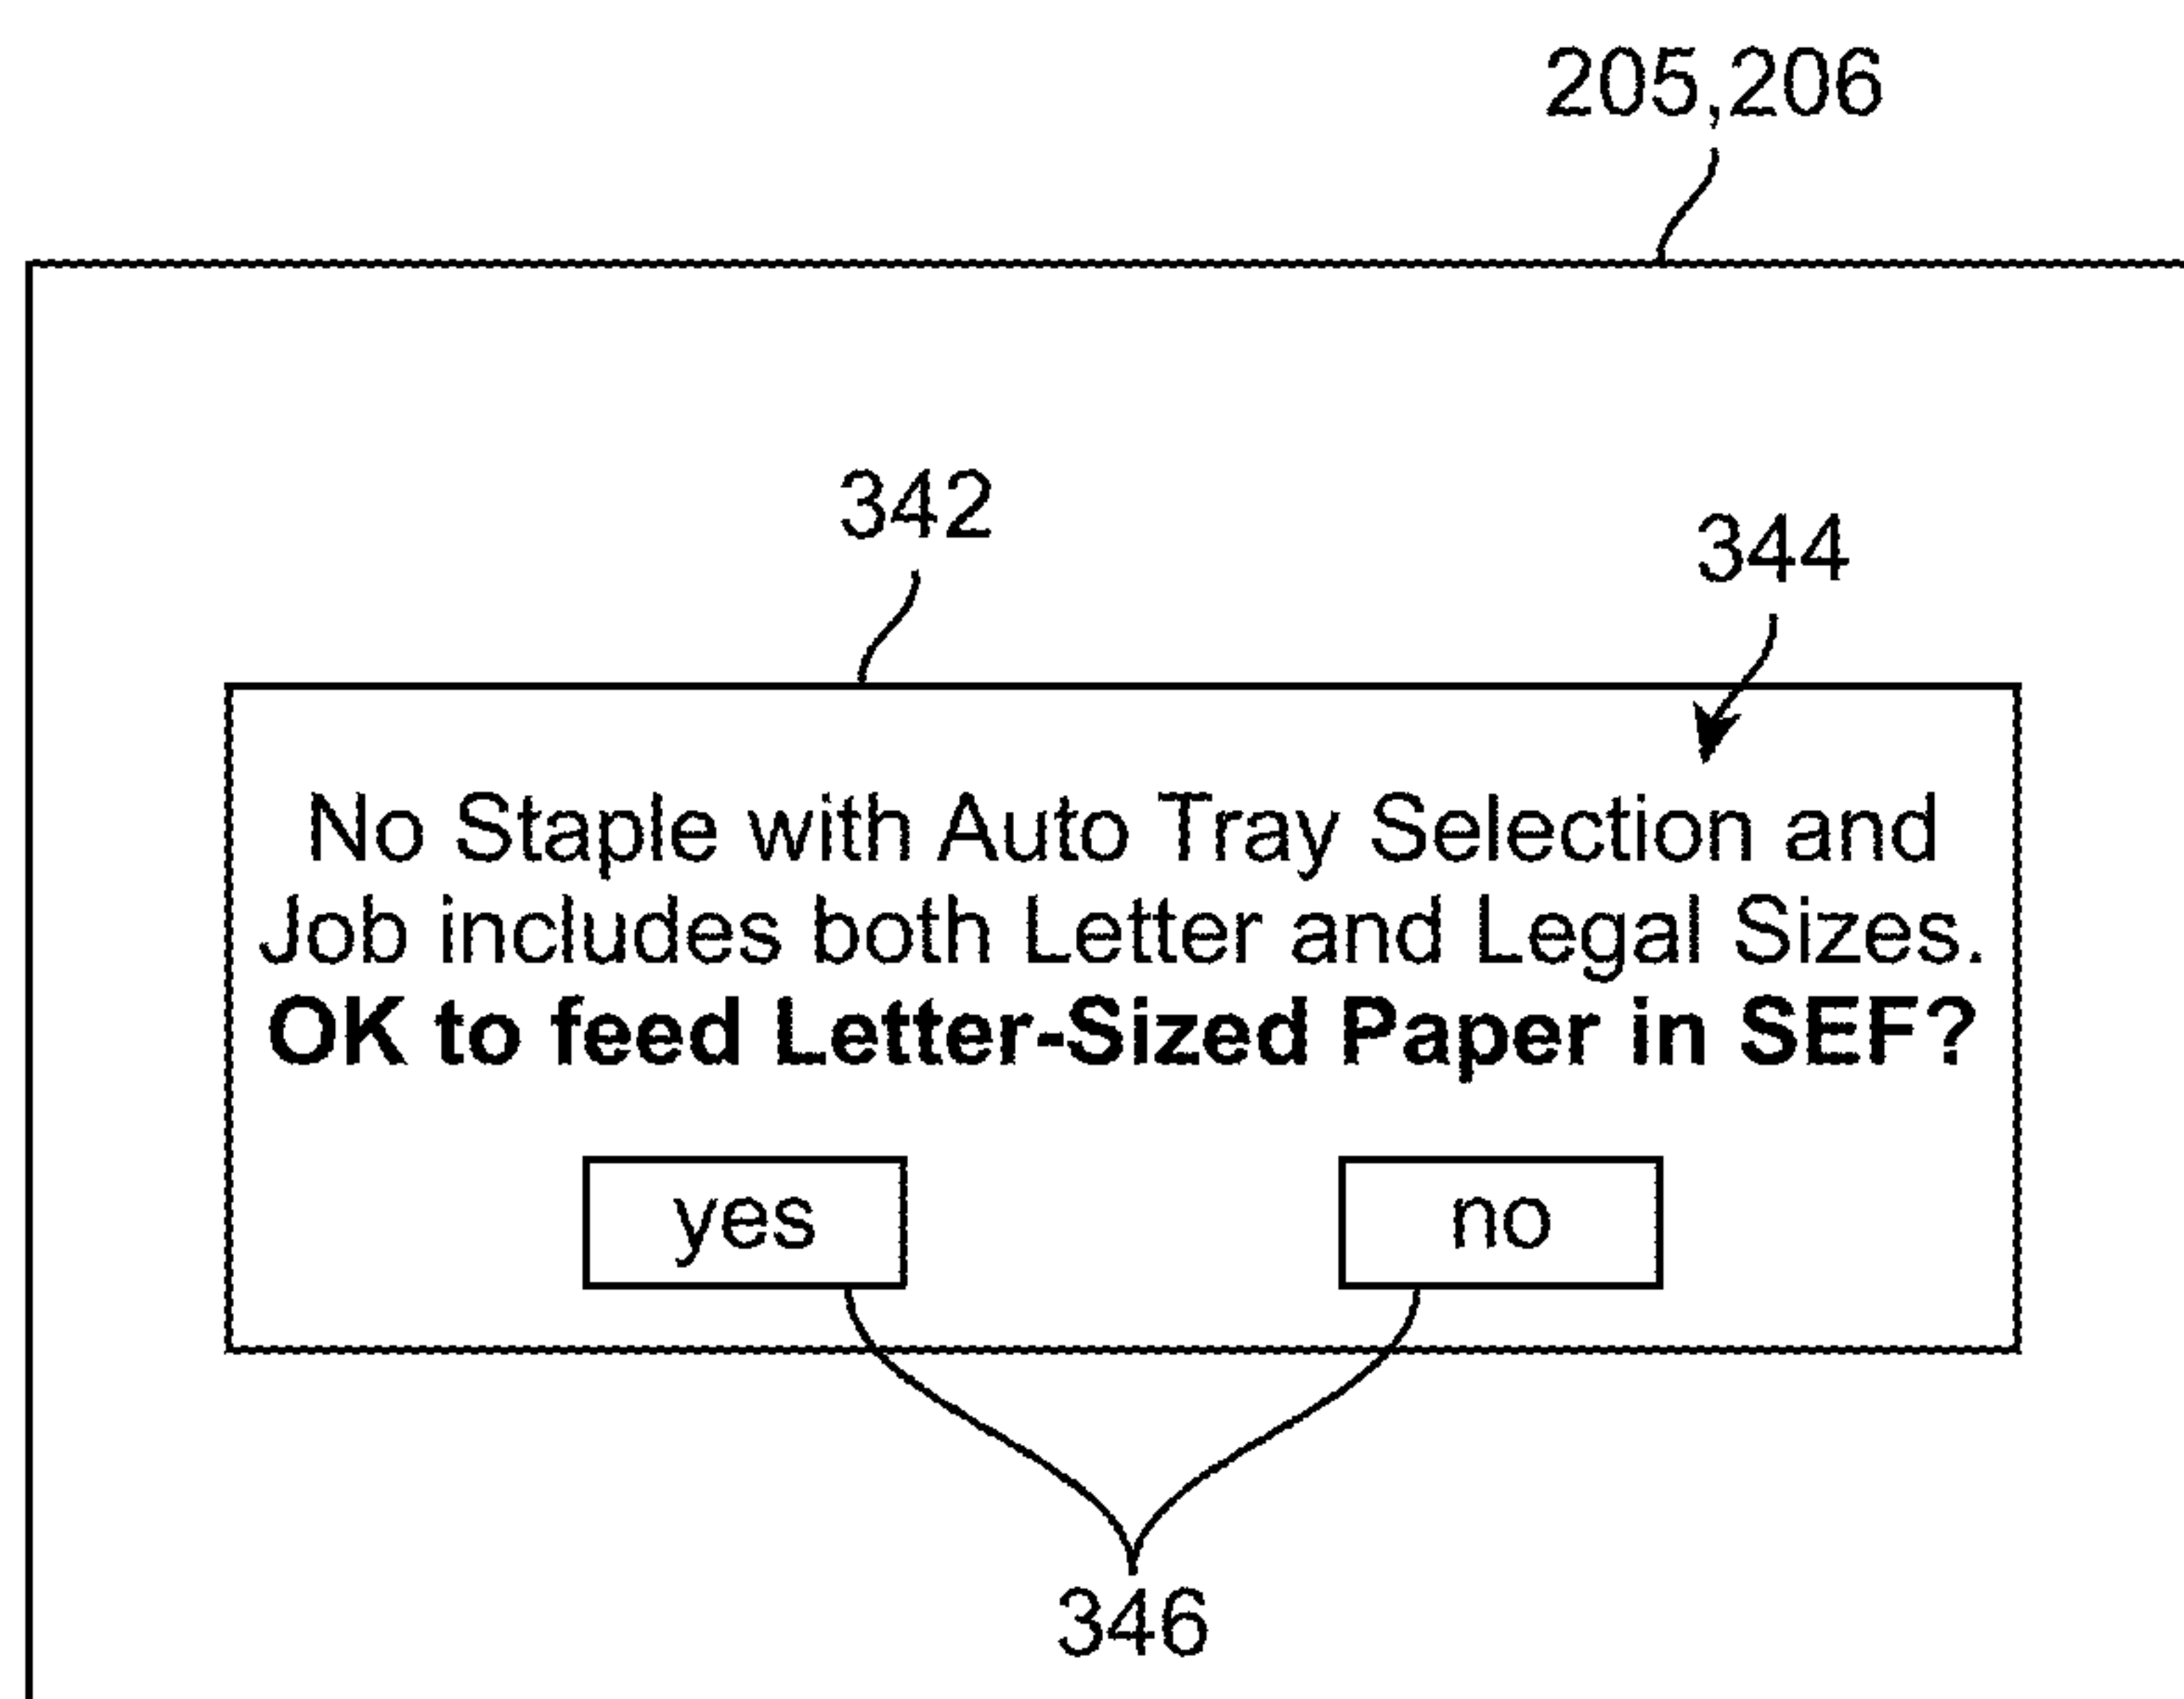 205,206
342
344
No Staple with Auto Tray Selection and
Job includes both Letter and Legal Sizes.
OK to feed Letter-Sized Paper in SEF?
yes no
346